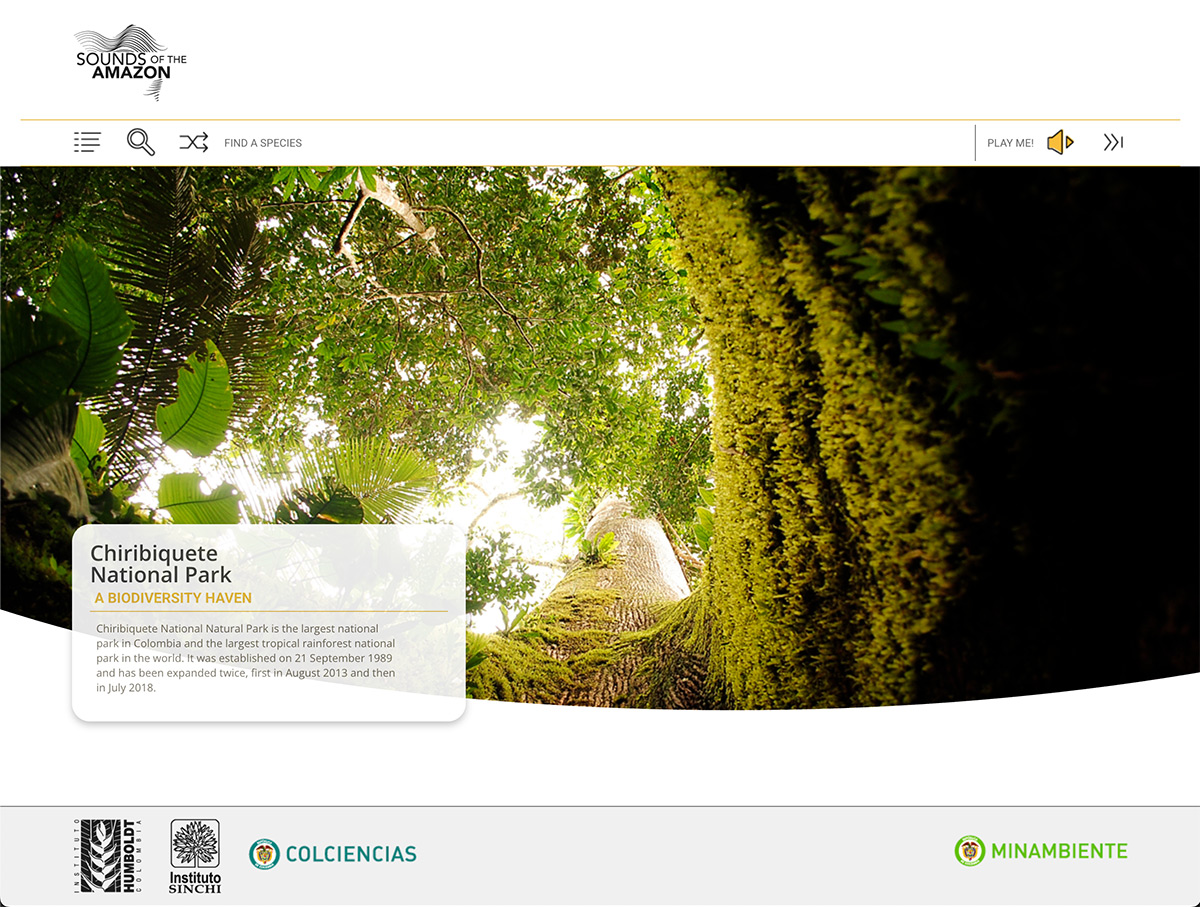 SOUNDS OF THE
AMAZON
FIND A SPECIES
PLAY ME!
Chiribiquete
National Park
A BIODIVERSITY HAVEN
Chiribiquete National Natural Park is the largest national
park in Colombia and the largest tropical rainforest national
park in the world. It was established on 21 September 1989
and has been expanded twice, first in August 2013 and then
in July 2018.
INSTITUTO
HUMBOLDT
COLOMBIA
Instituto
SINCHI
COLCIENCIAS
MINAMBIENTE